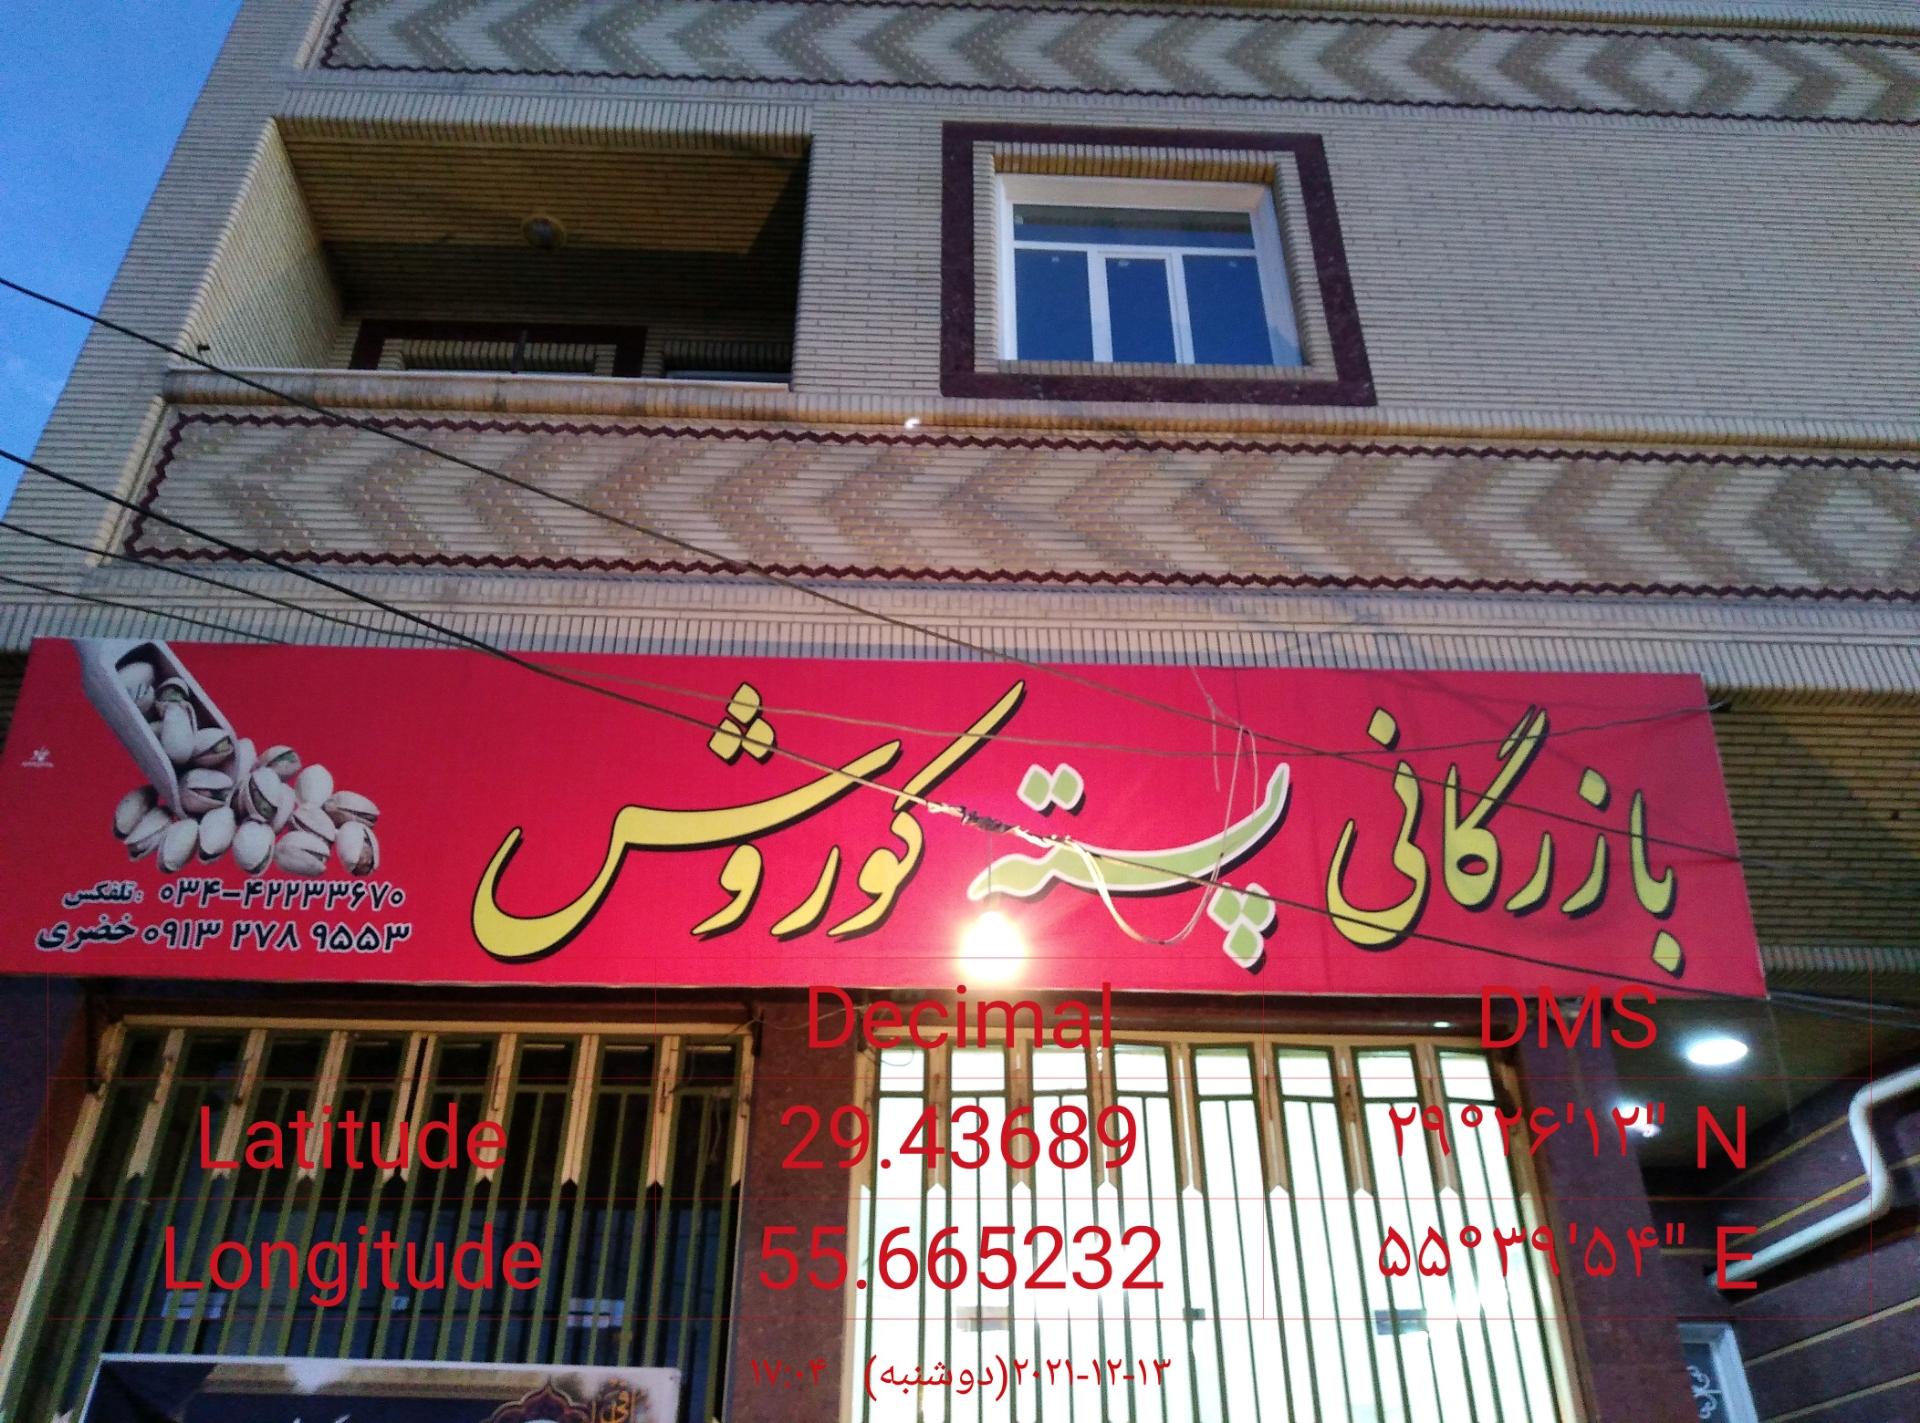 بازرگانی پسته کوروش
تلفکس: ۰۳۴-۴۲۲۳۳۶۷۰
۰۹۱۳ ۲۷۸ ۹۵۵۳ خضری
Decimal DMS
Latitude 29.43689 ۲۹°۲۶'۱۲" N
Longitude 55.665232 ۵۵°۳۹'۵۴" E
۲۰۲۱-۱۲-۱۳(دوشنبه) ۱۷:۰۴